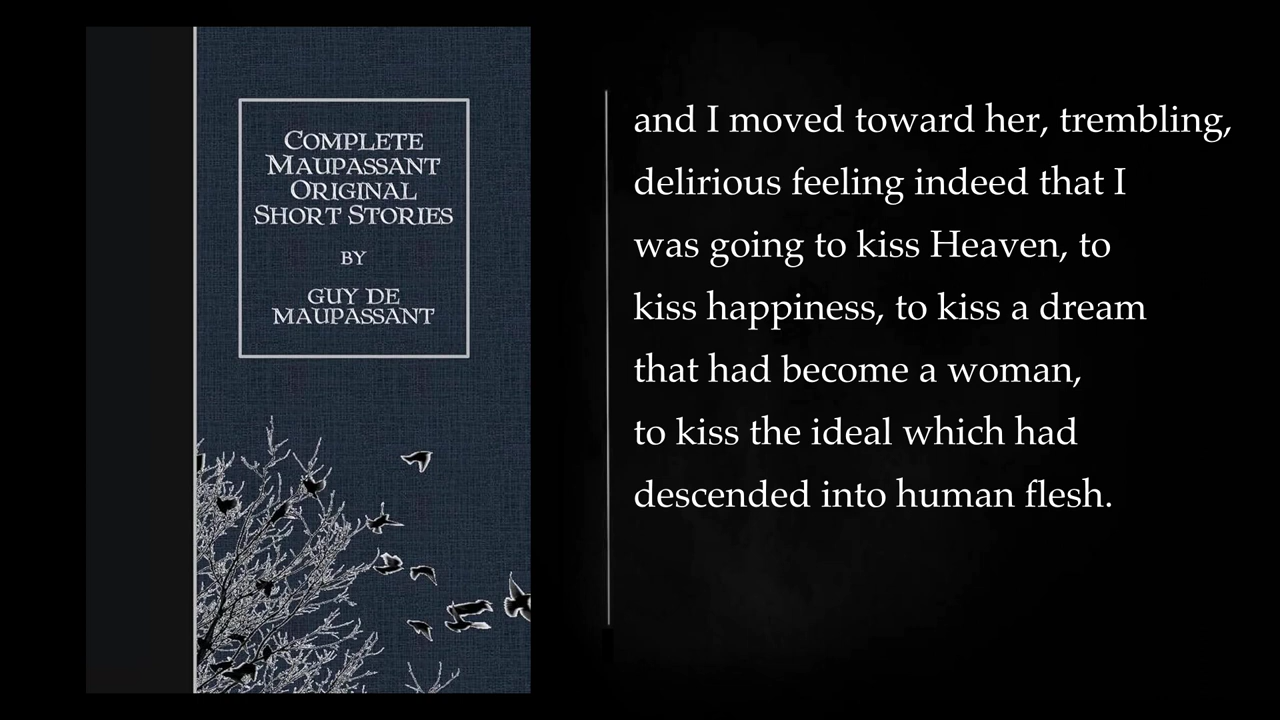 COMPLETE
MAUPASSANT
ORIGINAL
SHORT STORIES
BY
GUY DE
MAUPASSANT
and I moved toward her, trembling,
delirious feeling indeed that I
was going to kiss Heaven, to
kiss happiness, to kiss a dream
that had become a woman,
to kiss the ideal which had
descended into human flesh.